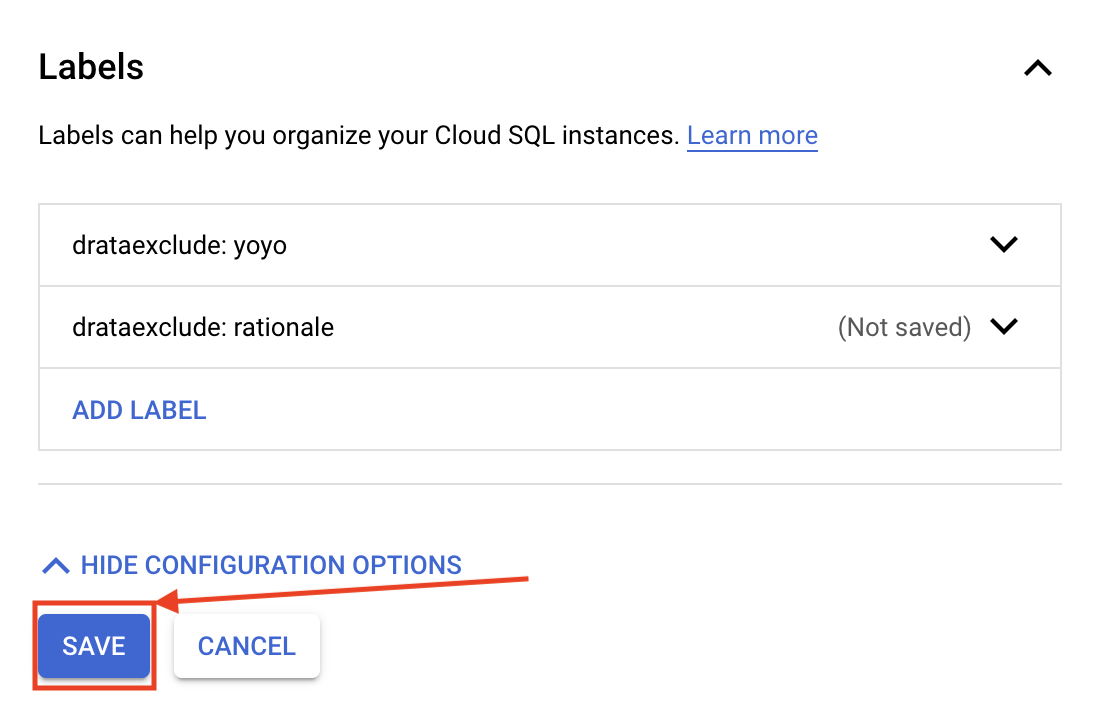 Labels
Labels can help you organize your Cloud SQL instances. Learn more
drataexclude: yoyo
drataexclude: rationale (Not saved)
ADD LABEL
HIDE CONFIGURATION OPTIONS
SAVE CANCEL